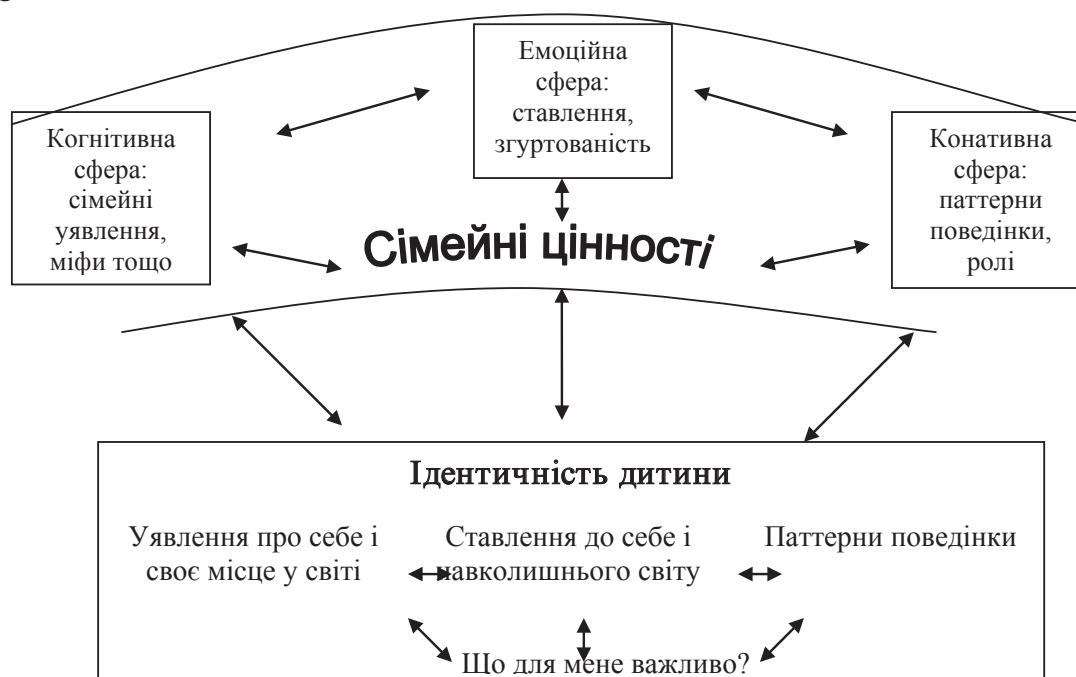 Емоційна
сфера:
ставлення,
згуртованість
Когнітивна
сфера:
сімейні
уявлення,
міфи тощо
Конативна
сфера:
паттерни
поведінки,
ролі
Сімейні цінності
Ідентичність дитини
Уявлення про себе і
своє місце у світі
Ставлення до себе і
навколишнього світу
Паттерни поведінки
Що для мене важливо?